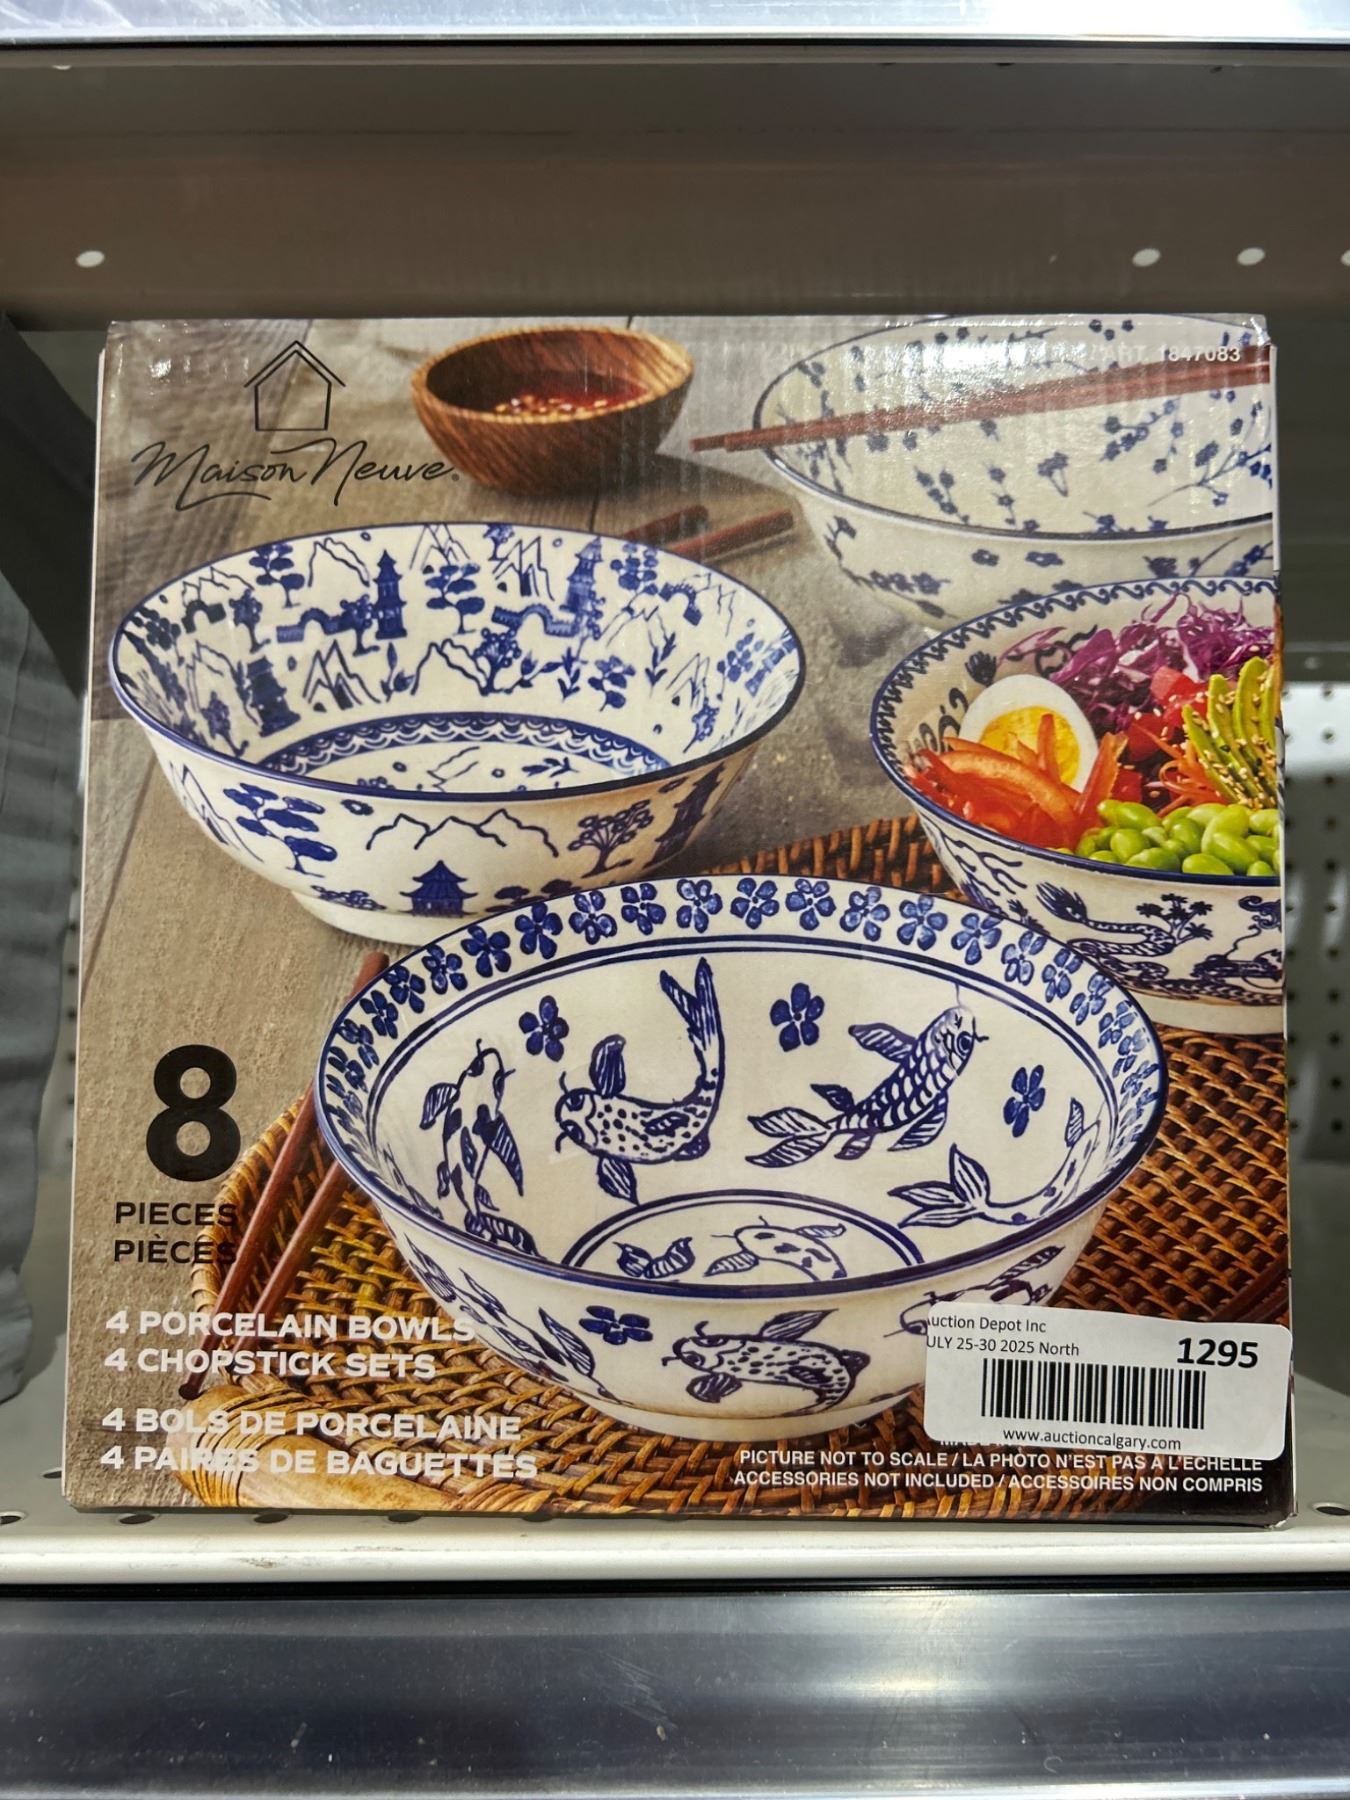 ART. 1847083
Maison Neuve
8
PIECES
PIÈCES
4 PORCELAIN BOWLS
4 CHOPSTICK SETS
4 BOLS DE PORCELAINE
4 PAIRES DE BAGUETTES
uction Depot Inc
ULY 25-30 2025 North
1295
www.auctioncalgary.com
PICTURE NOT TO SCALE / LA PHOTO N'EST PAS À L'ÉCHELLE
ACCESSORIES NOT INCLUDED / ACCESSOIRES NON COMPRIS